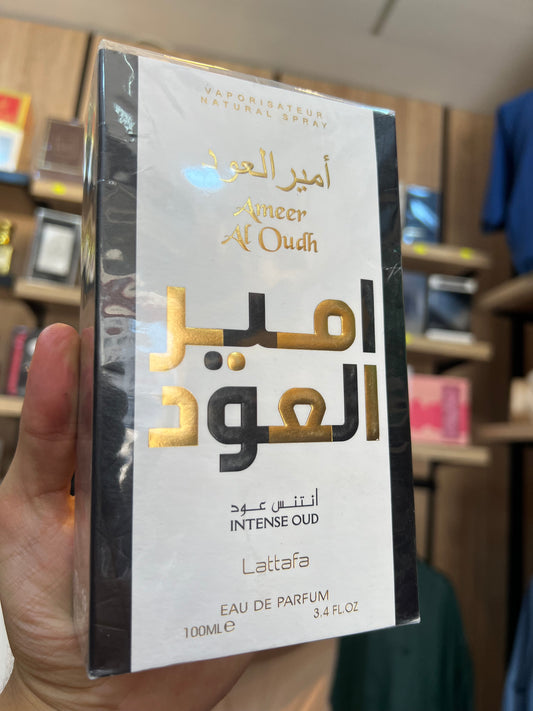 VAPORISATEUR
NATURAL SPRAY
أمير العود
Ameer
Al Oudh
امير
العود
انتنس عود
INTENSE OUD
Lattafa
EAU DE PARFUM
100ML℮ 3.4 FL.OZ